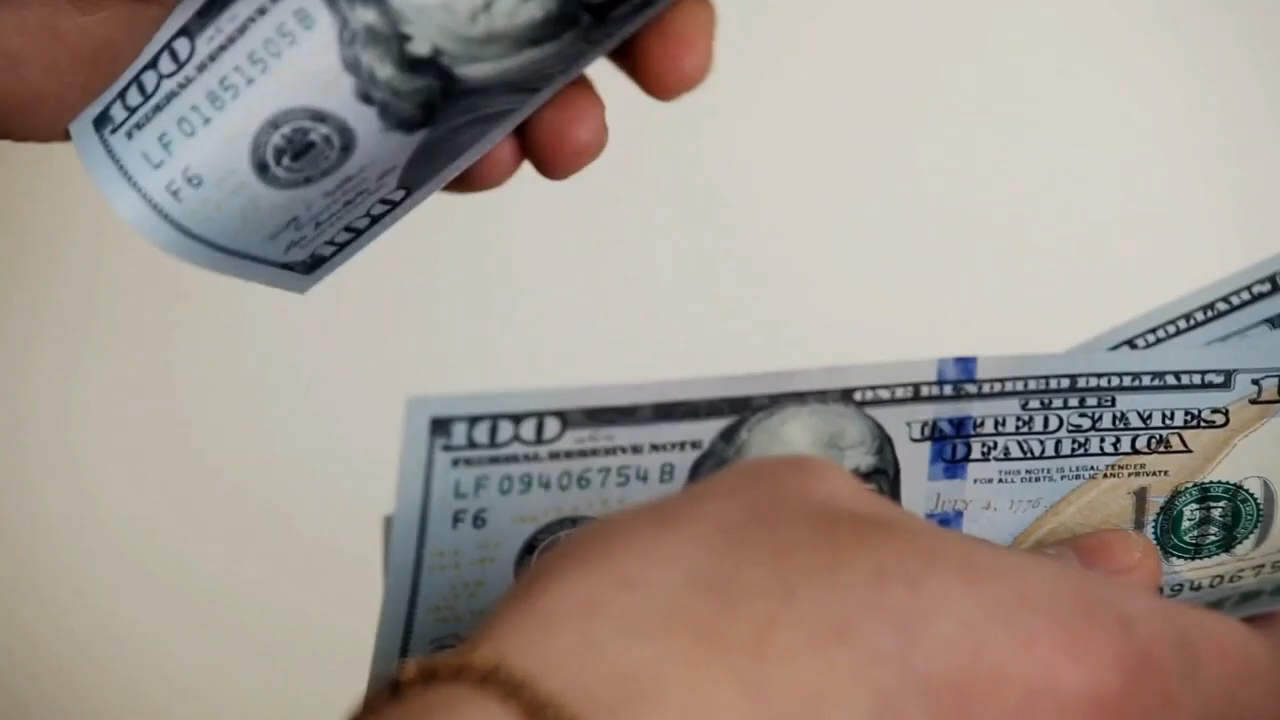 100
FEDERAL RESERVE
LF 01851505 B
F6
100
DOLLARS
ONE HUNDRED DOLLARS
100
FEDERAL RESERVE NOTE
THE
UNITED STATES
OF AMERICA
LF 09406754 B
F6
THIS NOTE IS LEGAL TENDER
FOR ALL DEBTS, PUBLIC AND PRIVATE
JULY 4, 1776.